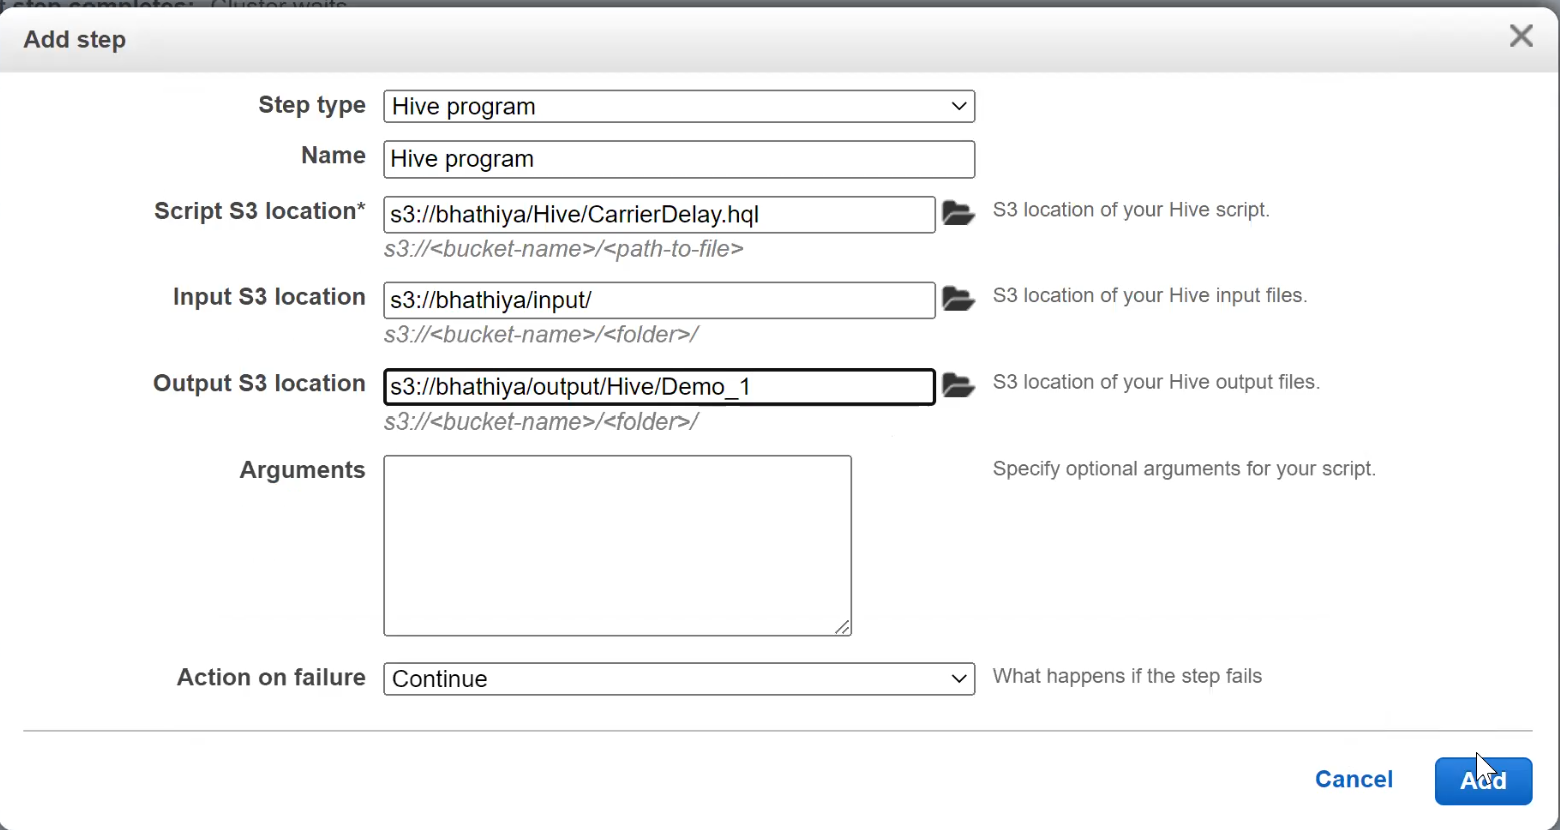 step completes: Cluster waits
Add step
Step type Hive program
Name Hive program
Script S3 location* s3://bhathiya/Hive/CarrierDelay.hql S3 location of your Hive script.
s3://<bucket-name>/<path-to-file>
Input S3 location s3://bhathiya/input/ S3 location of your Hive input files.
s3://<bucket-name>/<folder>/
Output S3 location s3://bhathiya/output/Hive/Demo_1 S3 location of your Hive output files.
s3://<bucket-name>/<folder>/
Arguments Specify optional arguments for your script.
Action on failure Continue What happens if the step fails
Cancel Add